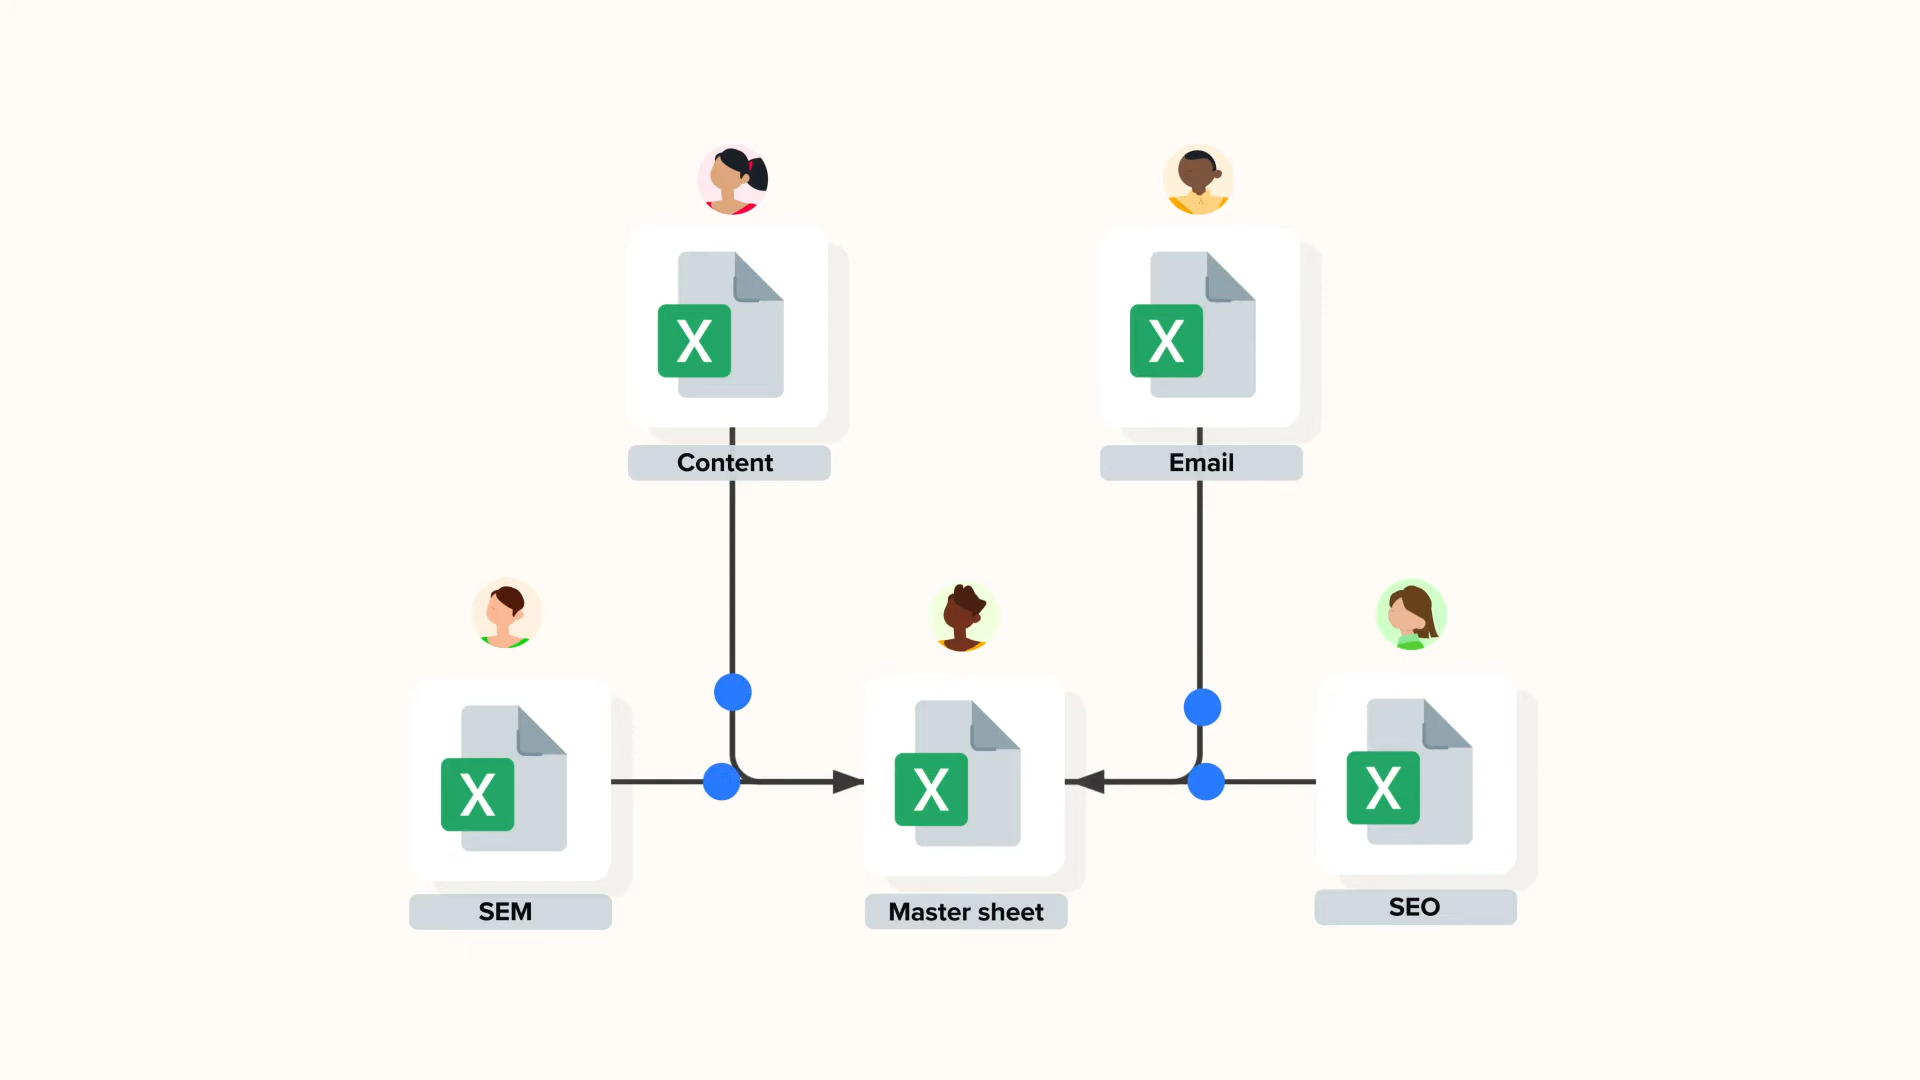 X
X
Content
Email
X
X
X
SEM
Master sheet
SEO